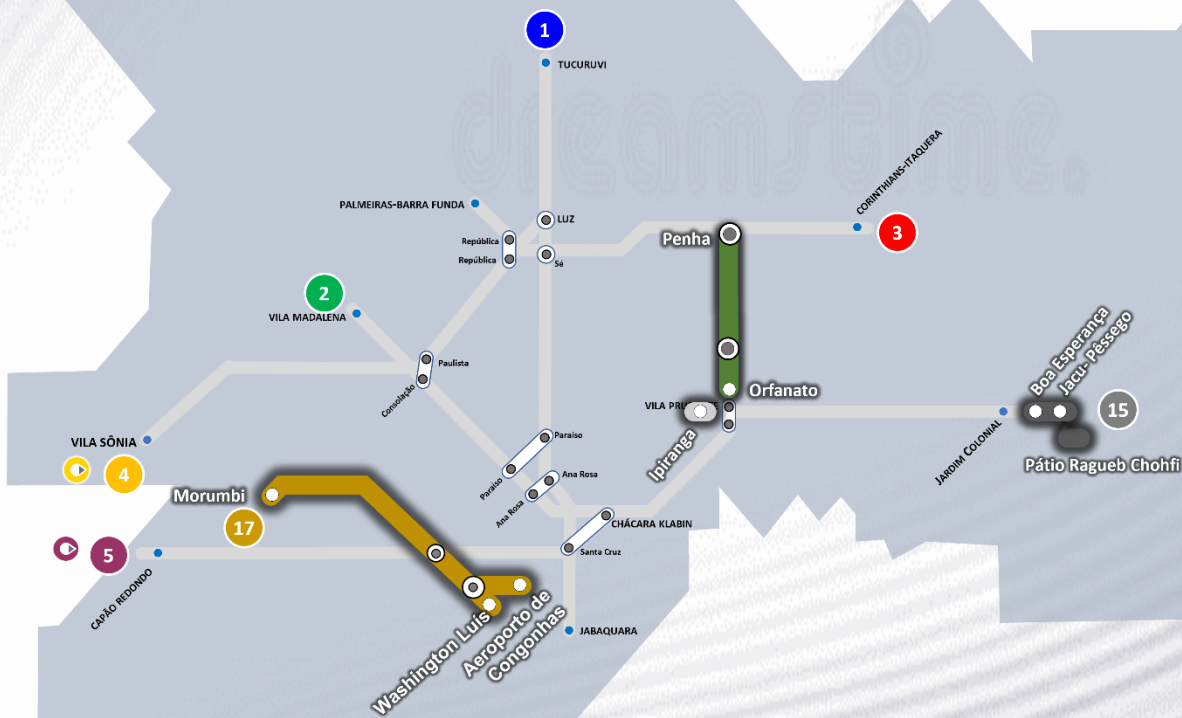 dreamstime
1
TUCURUVI
PALMEIRAS-BARRA FUNDA
LUZ
CORINTHIANS-ITAQUERA
3
República
República
Sé
Penha
2
VILA MADALENA
Paulista
Consolação
Orfanato
VILA PRU
Ipiranga
Boa Esperança
Jacu- Pêssego
15
JARDIM COLONIAL
Pátio Ragueb Chohfi
VILA SÔNIA
4
Paraíso
Paraíso
Ana Rosa
Ana Rosa
Morumbi
17
CHÁCARA KLABIN
Santa Cruz
5
CAPÃO REDONDO
Washington Luís
Aeroporto de
Congonhas
JABAQUARA